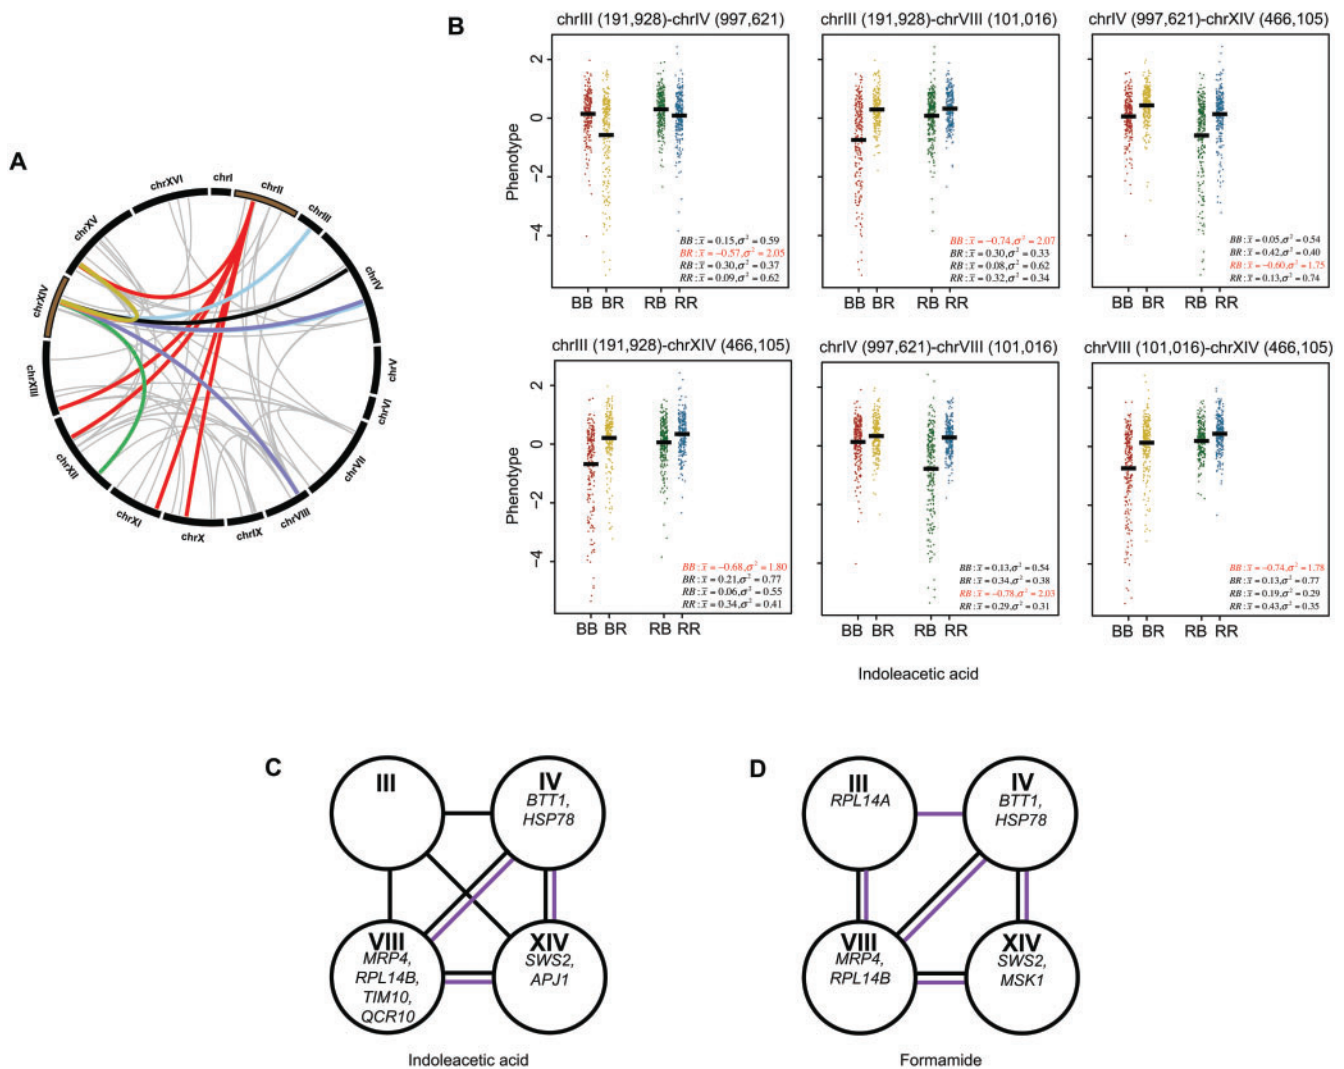 A
chrI
chrII
chrIII
chrIV
chrV
chrVI
chrVII
chrVIII
chrIX
chrX
chrXI
chrXII
chrXIII
chrXIV
chrXV
chrXVI
B
chrIII (191,928)-chrIV (997,621)
Phenotype
2
0
−2
−4
BB : x̅ = 0.15, σ² = 0.59
BR : x̅ = −0.57, σ² = 2.05
RB : x̅ = 0.30, σ² = 0.37
RR : x̅ = 0.09, σ² = 0.62
BB BR RB RR
chrIII (191,928)-chrVIII (101,016)
BB : x̅ = −0.74, σ² = 2.07
BR : x̅ = 0.30, σ² = 0.33
RB : x̅ = 0.08, σ² = 0.62
RR : x̅ = 0.32, σ² = 0.34
BB BR RB RR
chrIV (997,621)-chrXIV (466,105)
BB : x̅ = 0.05, σ² = 0.54
BR : x̅ = 0.42, σ² = 0.40
RB : x̅ = −0.60, σ² = 1.75
RR : x̅ = 0.13, σ² = 0.74
BB BR RB RR
chrIII (191,928)-chrXIV (466,105)
Phenotype
2
0
−2
−4
BB : x̅ = −0.68, σ² = 1.80
BR : x̅ = 0.21, σ² = 0.77
RB : x̅ = 0.06, σ² = 0.55
RR : x̅ = 0.34, σ² = 0.41
BB BR RB RR
chrIV (997,621)-chrVIII (101,016)
BB : x̅ = 0.13, σ² = 0.54
BR : x̅ = 0.34, σ² = 0.38
RB : x̅ = −0.78, σ² = 2.03
RR : x̅ = 0.29, σ² = 0.31
BB BR RB RR
chrVIII (101,016)-chrXIV (466,105)
BB : x̅ = −0.74, σ² = 1.78
BR : x̅ = 0.13, σ² = 0.77
RB : x̅ = 0.19, σ² = 0.29
RR : x̅ = 0.43, σ² = 0.35
BB BR RB RR
Indoleacetic acid
C
III
IV
BTT1,
HSP78
VIII
MRP4,
RPL14B,
TIM10,
QCR10
XIV
SWS2,
APJ1
Indoleacetic acid
D
III
RPL14A
IV
BTT1,
HSP78
VIII
MRP4,
RPL14B
XIV
SWS2,
MSK1
Formamide